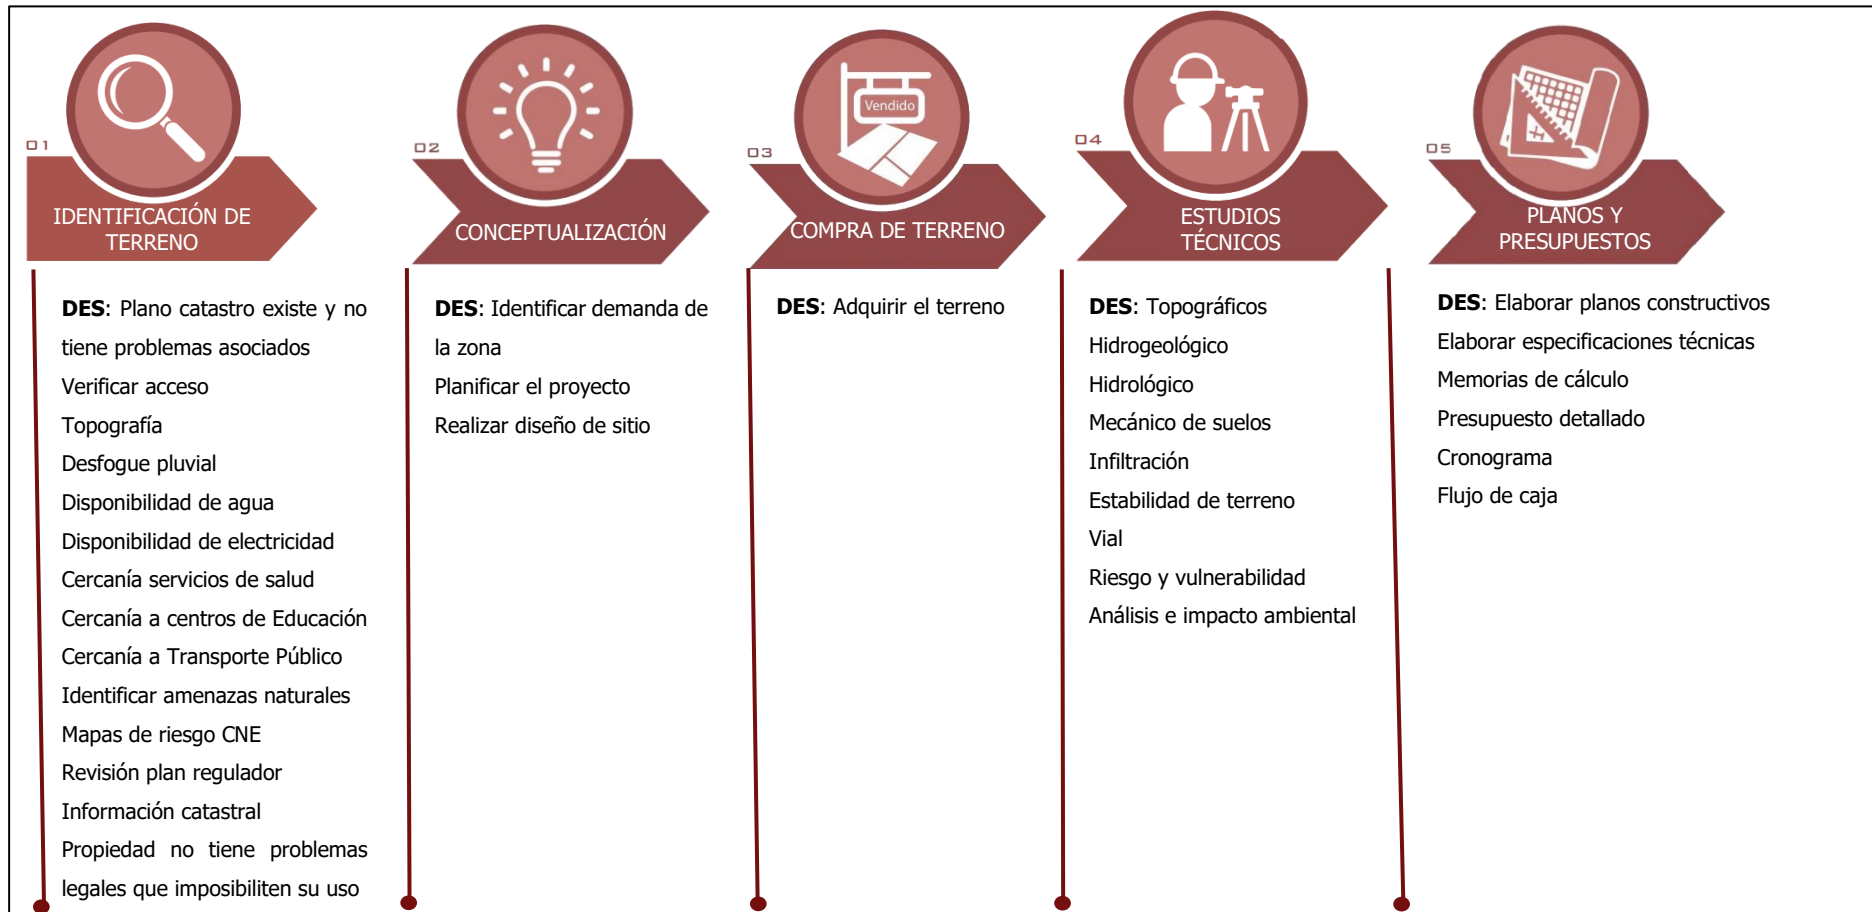 01
IDENTIFICACIÓN DE
TERRENO
DES: Plano catastro existe y no
tiene problemas asociados
Verificar acceso
Topografía
Desfogue pluvial
Disponibilidad de agua
Disponibilidad de electricidad
Cercanía servicios de salud
Cercanía a centros de Educación
Cercanía a Transporte Público
Identificar amenazas naturales
Mapas de riesgo CNE
Revisión plan regulador
Información catastral
Propiedad no tiene problemas
legales que imposibiliten su uso
02
CONCEPTUALIZACIÓN
DES: Identificar demanda de
la zona
Planificar el proyecto
Realizar diseño de sitio
Vendido
03
COMPRA DE TERRENO
DES: Adquirir el terreno
04
ESTUDIOS
TÉCNICOS
DES: Topográficos
Hidrogeológico
Hidrológico
Mecánico de suelos
Infiltración
Estabilidad de terreno
Vial
Riesgo y vulnerabilidad
Análisis e impacto ambiental
05
PLANOS Y
PRESUPUESTOS
DES: Elaborar planos constructivos
Elaborar especificaciones técnicas
Memorias de cálculo
Presupuesto detallado
Cronograma
Flujo de caja